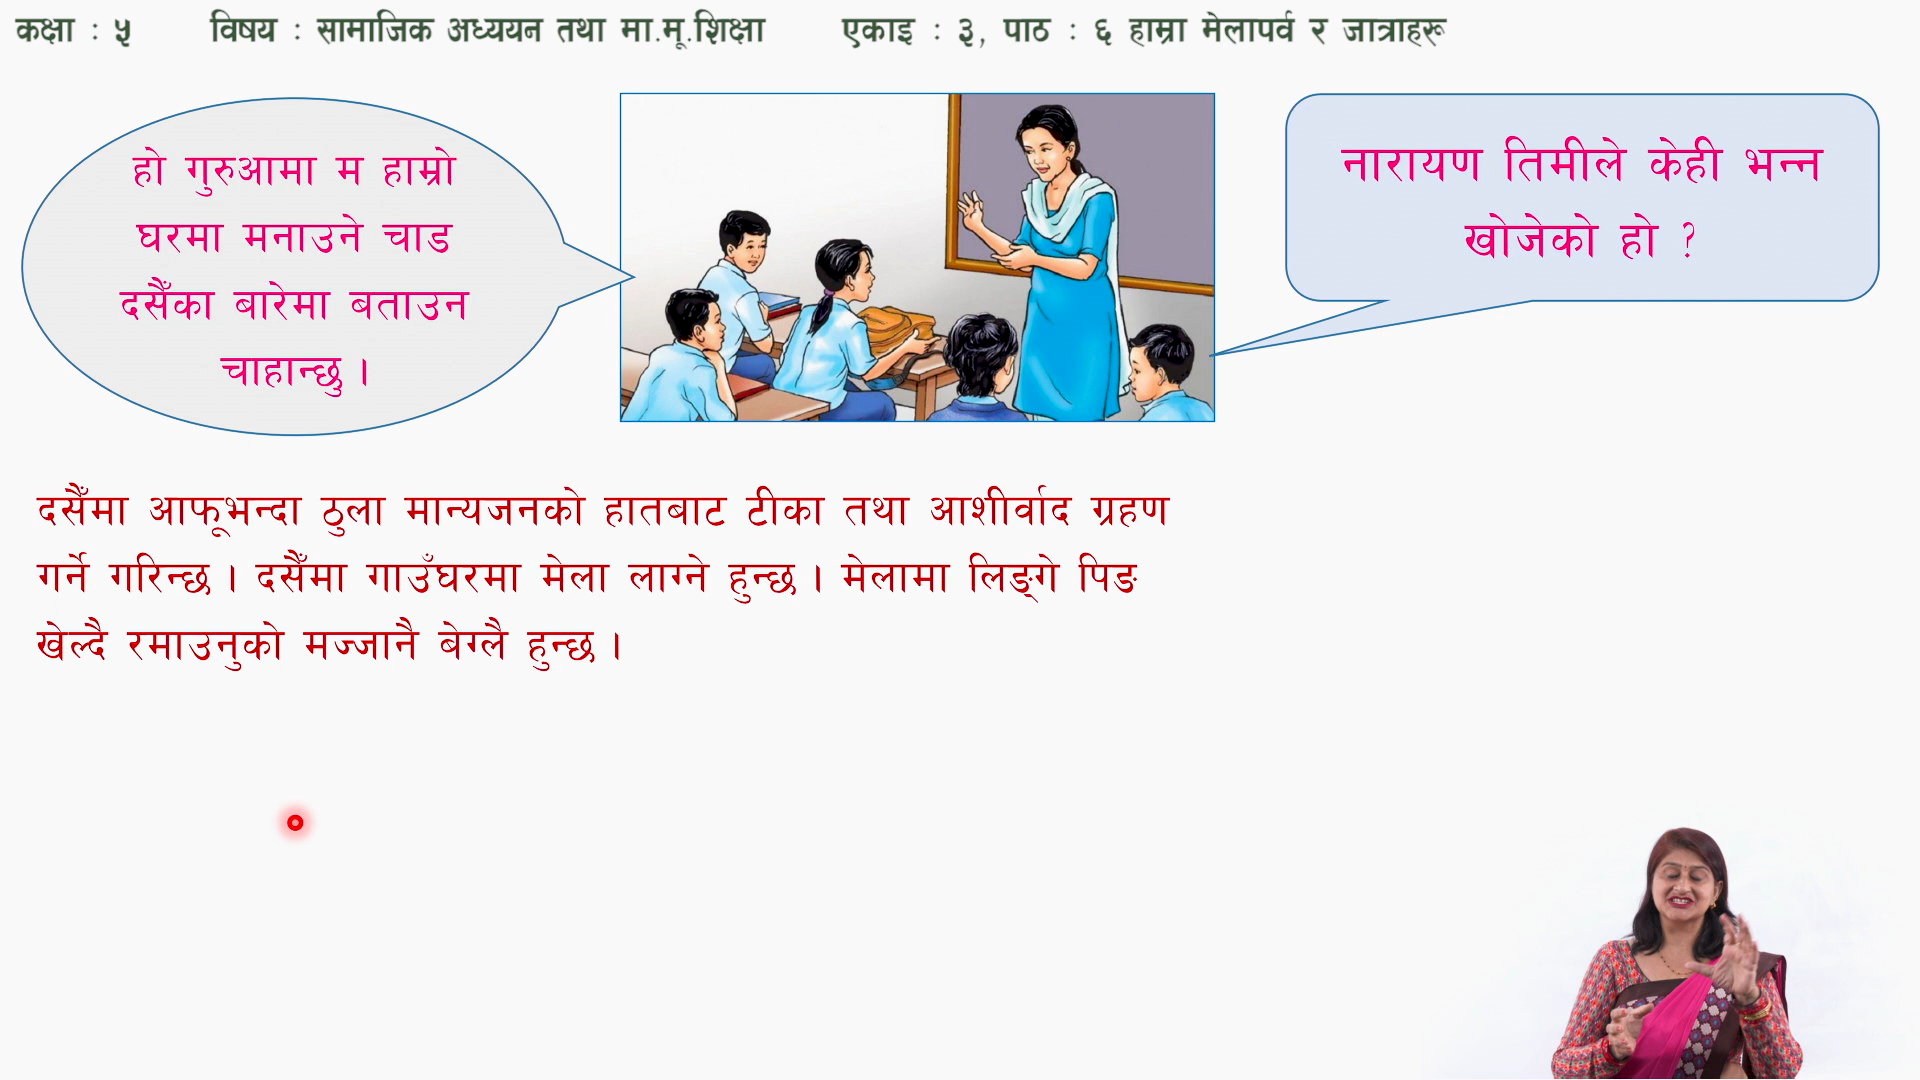 कक्षा : ५ विषय : सामाजिक अध्ययन तथा मा.मू.शिक्षा एकाइ : ३, पाठ : ६ हाम्रा मेलापर्व र जात्राहरू
हो गुरुआमा म हाम्रो
घरमा मनाउने चाड
दसैँका बारेमा बताउन
चाहान्छु ।
नारायण तिमीले केही भन्न
खोजेको हो ?
दसैँमा आफूभन्दा ठुला मान्यजनको हातबाट टीका तथा आशीर्वाद ग्रहण
गर्ने गरिन्छ । दसैँमा गाउँघरमा मेला लाग्ने हुन्छ । मेलामा लिङ्गे पिङ
खेल्दै रमाउनुको मज्जानै बेग्लै हुन्छ ।